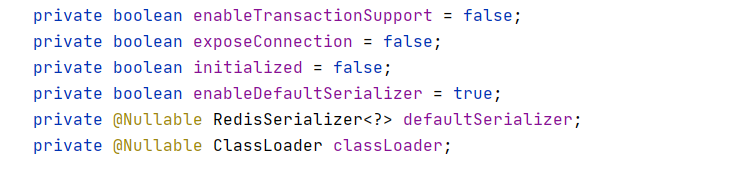 private boolean enableTransactionSupport = false;
private boolean exposeConnection = false;
private boolean initialized = false;
private boolean enableDefaultSerializer = true;
private @Nullable RedisSerializer<?> defaultSerializer;
private @Nullable ClassLoader classLoader;